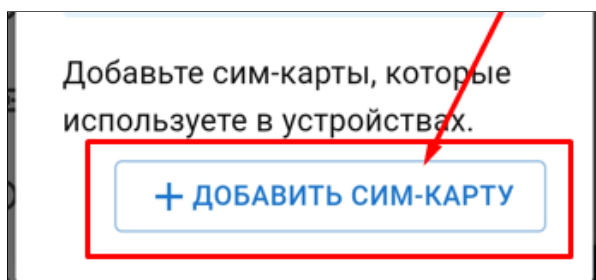 Добавьте сим-карты, которые
используете в устройствах.
+ ДОБАВИТЬ СИМ-КАРТУ